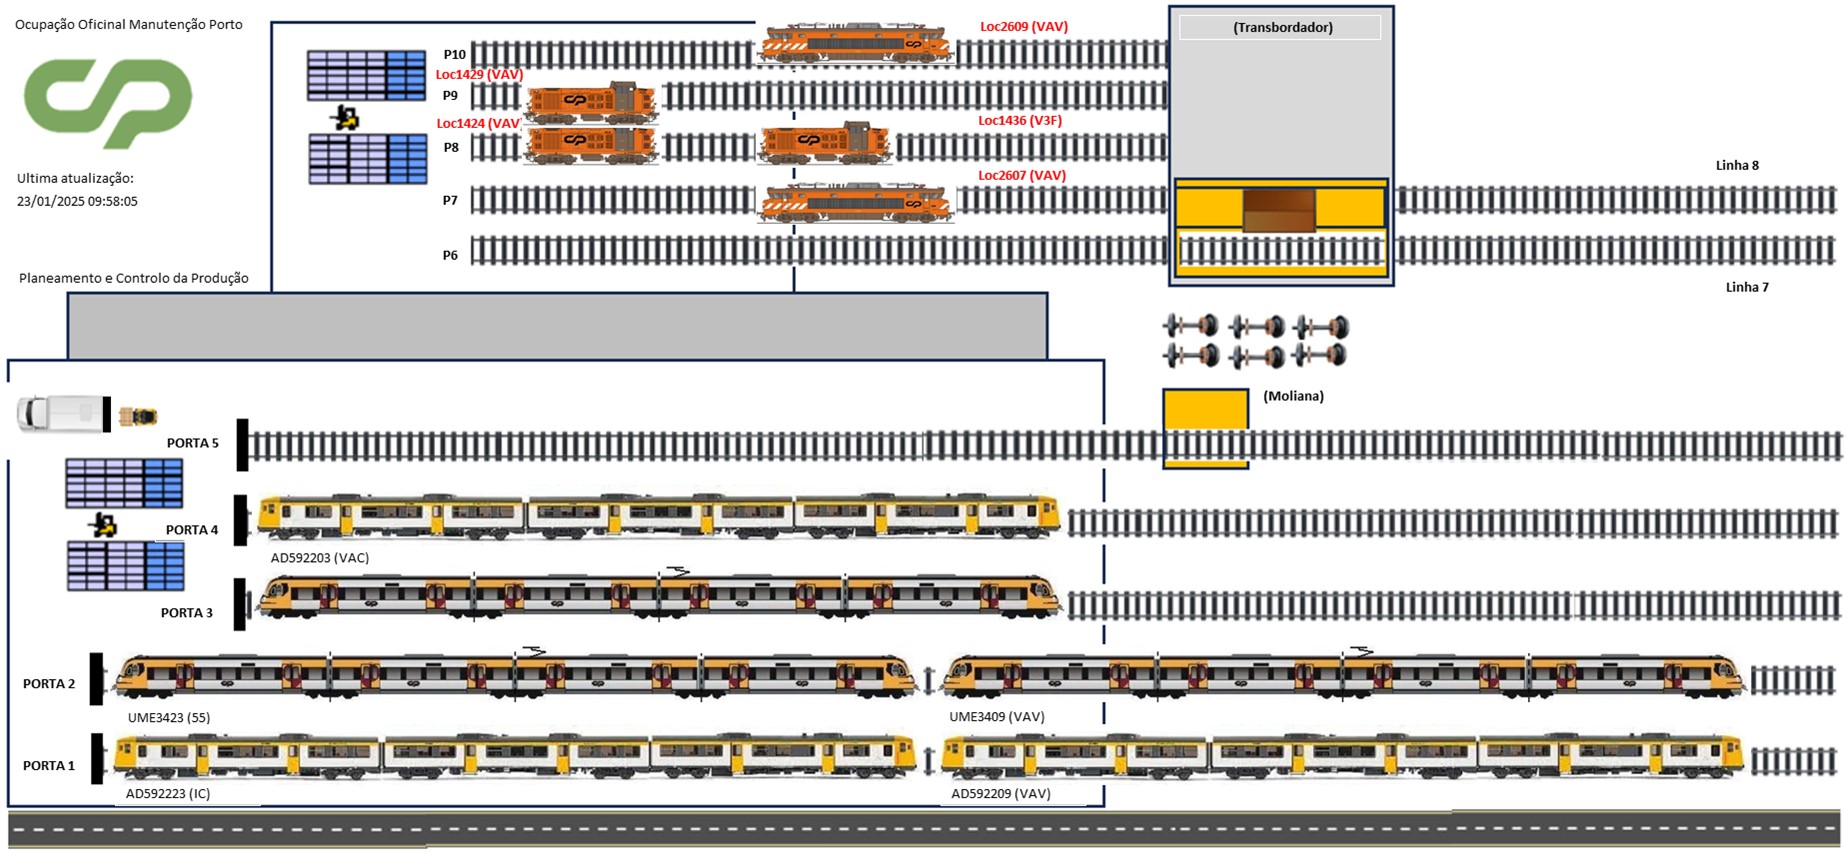 Ocupação Oficinal Manutenção Porto
Ultima atualização:
23/01/2025 09:58:05
Planeamento e Controlo da Produção
P10
Loc2609 (VAV)
(Transbordador)
Loc1429 (VAV)
P9
Loc1424 (VAV)
Loc1436 (V3F)
P8
Loc2607 (VAV)
Linha 8
P7
P6
Linha 7
(Moliana)
PORTA 5
PORTA 4
AD592203 (VAC)
PORTA 3
PORTA 2
UME3423 (55)
UME3409 (VAV)
PORTA 1
AD592223 (IC)
AD592209 (VAV)